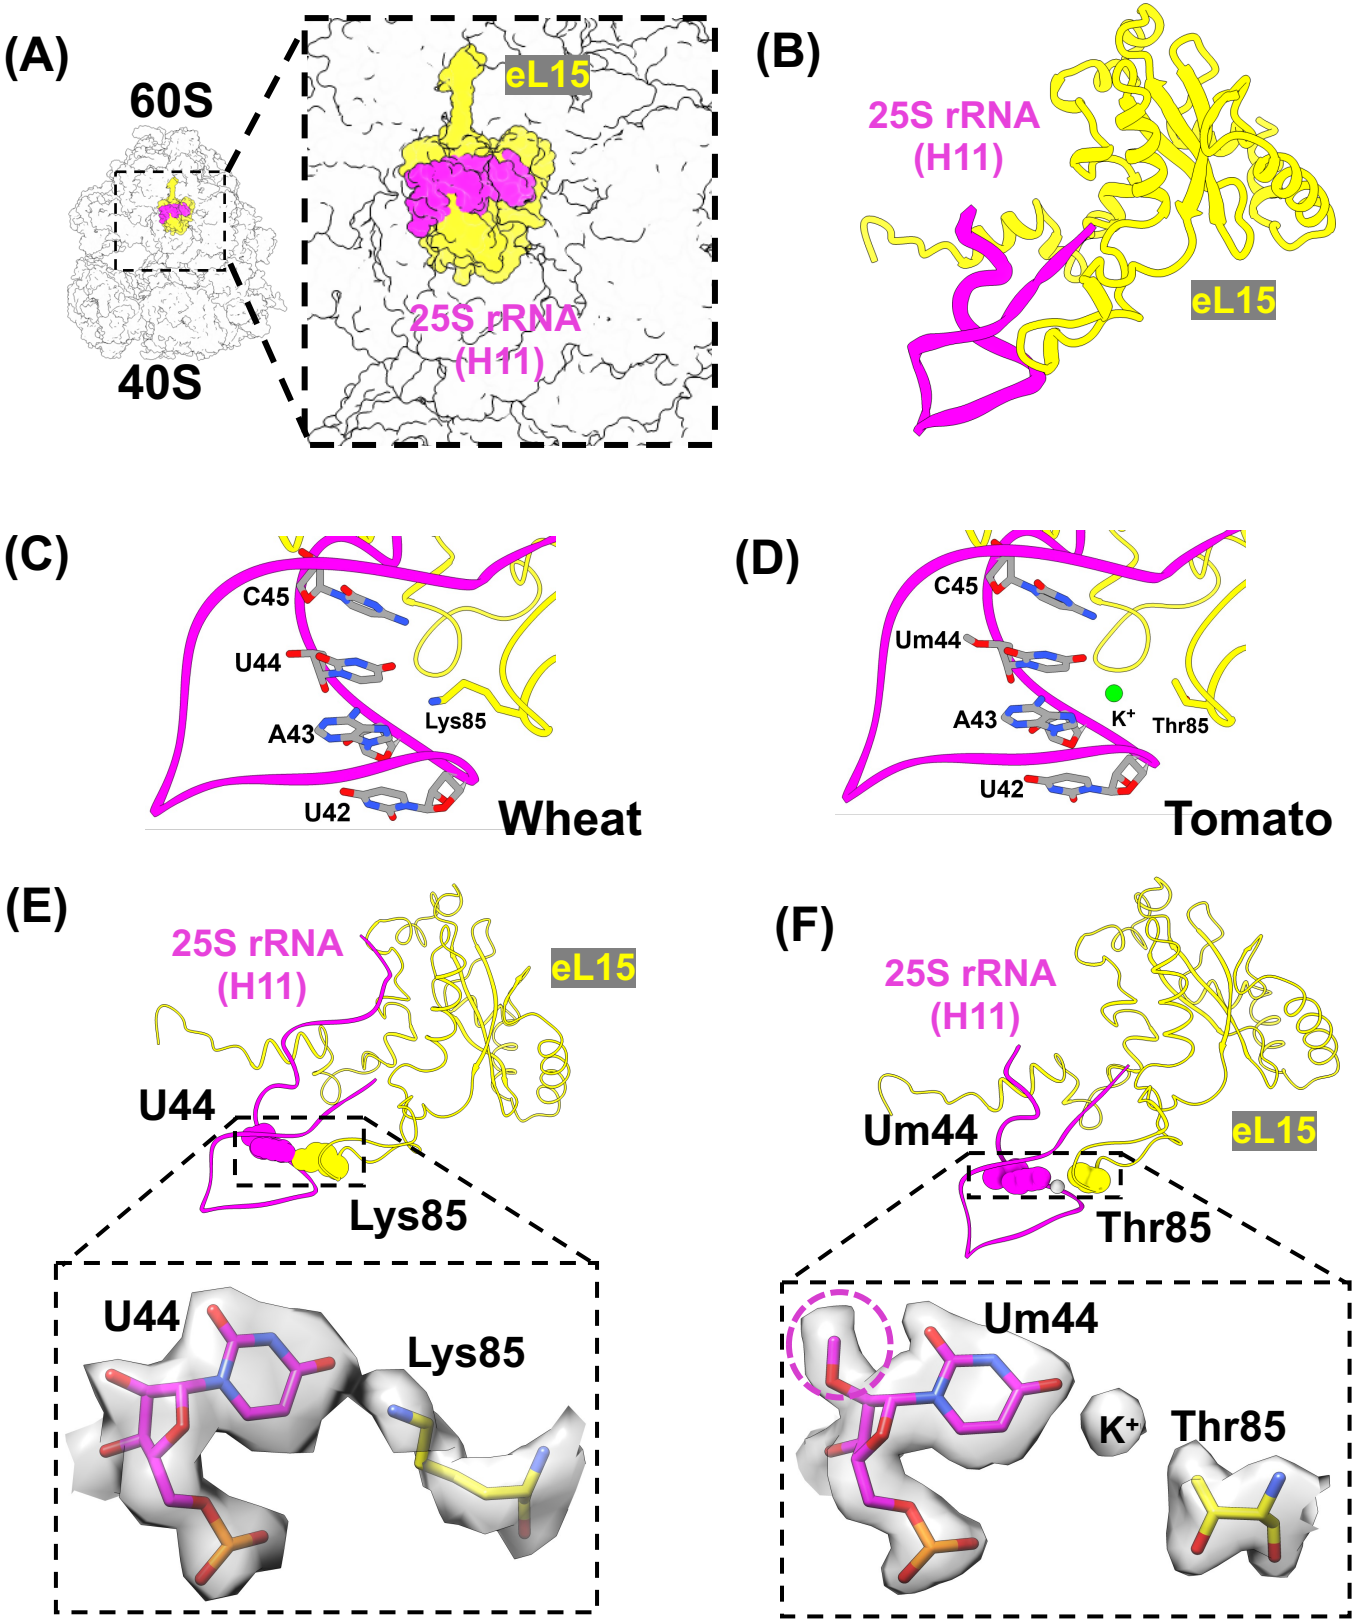 (A)
60S
40S
eL15
25S rRNA
(H11)
(B)
25S rRNA
(H11)
eL15
(C)
C45
U44
Lys85
A43
U42
Wheat
(D)
C45
Um44
A43
K⁺
Thr85
U42
Tomato
(E)
25S rRNA
(H11)
eL15
U44
Lys85
U44
Lys85
(F)
25S rRNA
(H11)
Um44
eL15
Thr85
Um44
K⁺
Thr85